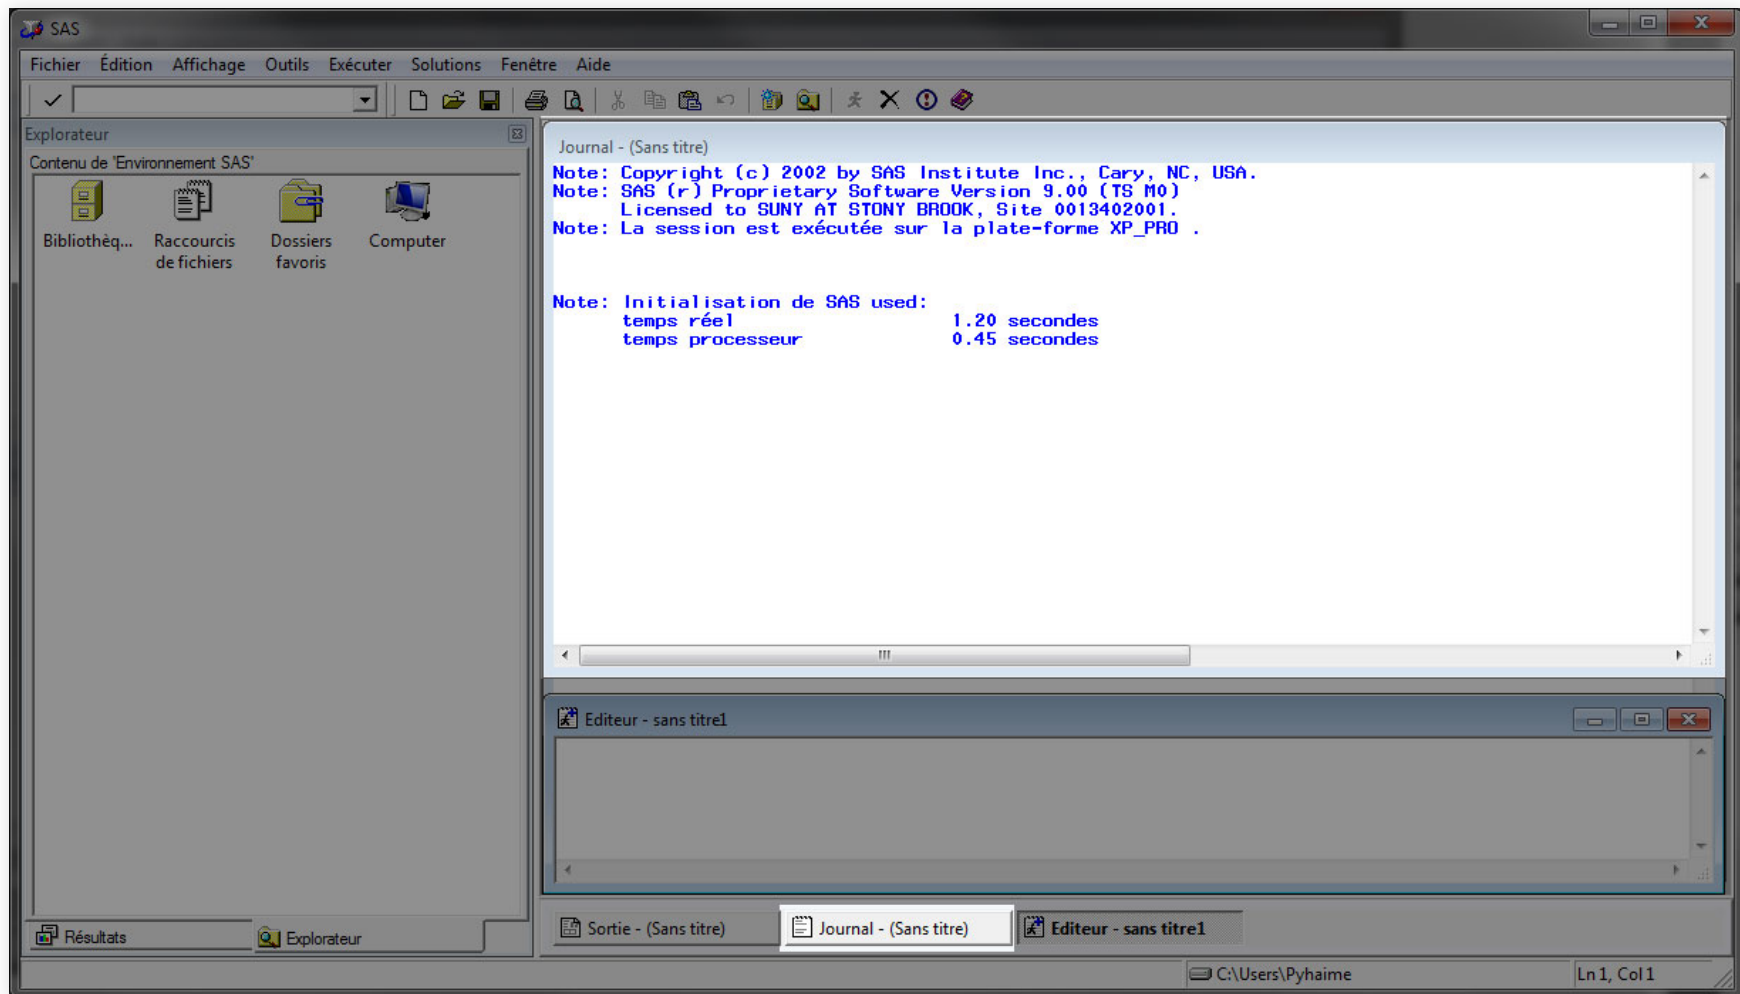 SAS
Fichier Édition Affichage Outils Exécuter Solutions Fenêtre Aide
Explorateur
Contenu de 'Environnement SAS'
Bibliothèq...
Raccourcis
de fichiers
Dossiers
favoris
Computer
Résultats
Explorateur
Journal - (Sans titre)
Note: Copyright (c) 2002 by SAS Institute Inc., Cary, NC, USA.
Note: SAS (r) Proprietary Software Version 9.00 (TS M0)
Licensed to SUNY AT STONY BROOK, Site 0013402001.
Note: La session est exécutée sur la plate-forme XP_PRO .
Note: Initialisation de SAS used:
temps réel 1.20 secondes
temps processeur 0.45 secondes
Editeur - sans titre1
Sortie - (Sans titre) Journal - (Sans titre) Editeur - sans titre1
C:\Users\Pyhaime Ln 1, Col 1